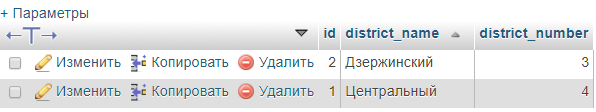 + Параметры
id district_name district_number
Изменить Копировать Удалить 2 Дзержинский 3
Изменить Копировать Удалить 1 Центральный 4